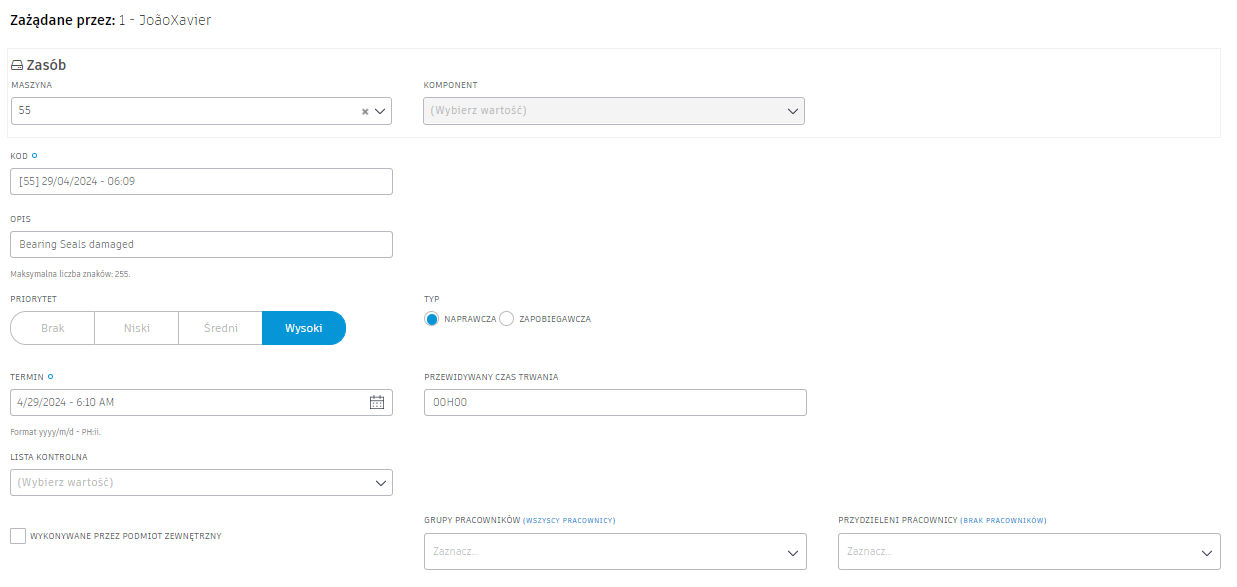 Zażądane przez: 1 - JoãoXavier
Zasób
MASZYNA
KOMPONENT
55
(Wybierz wartość)
KOD
[55] 29/04/2024 - 06:09
OPIS
Bearing Seals damaged
Maksymalna liczba znaków: 255.
PRIORYTET
TYP
Brak
Niski
Średni
Wysoki
NAPRAWCZA
ZAPOBIEGAWCZA
TERMIN
PRZEWIDYWANY CZAS TRWANIA
4/29/2024 - 6:10 AM
00H00
Format yyyy/m/d - PH:ii.
LISTA KONTROLNA
(Wybierz wartość)
GRUPY PRACOWNIKÓW (WSZYSCY PRACOWNICY)
PRZYDZIELENI PRACOWNICY (BRAK PRACOWNIKÓW)
WYKONYWANE PRZEZ PODMIOT ZEWNĘTRZNY
Zaznacz...
Zaznacz...